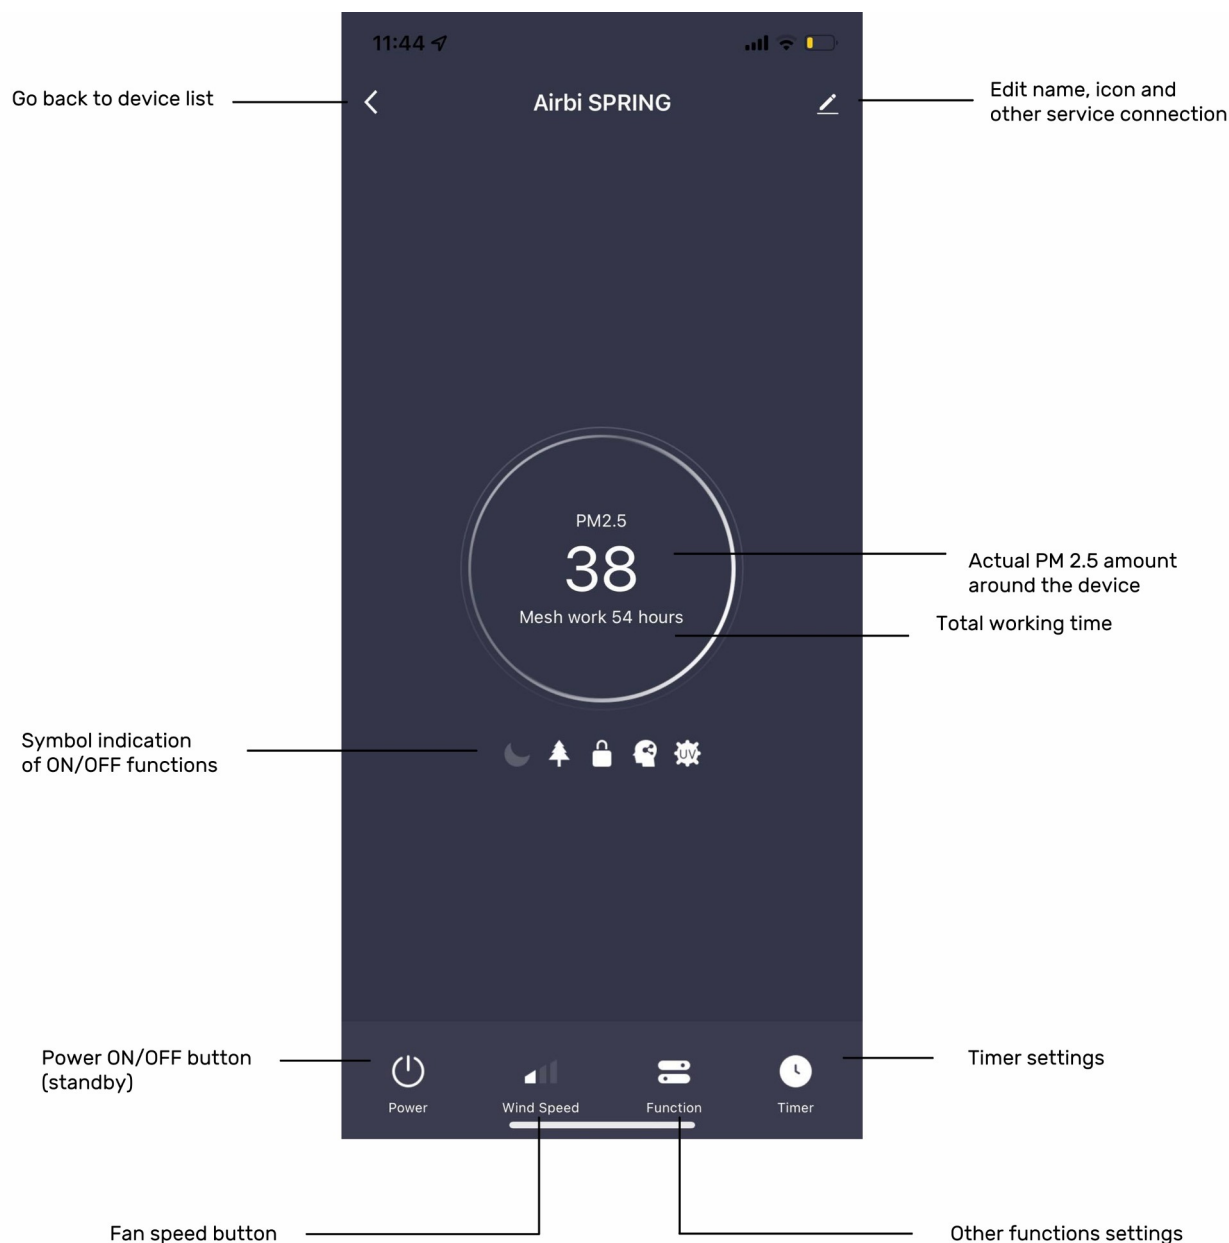 11:44
Go back to device list
Airbi SPRING
Edit name, icon and
other service connection
PM2.5
38
Mesh work 54 hours
Actual PM 2.5 amount
around the device
Total working time
Symbol indication
of ON/OFF functions
UV
Power ON/OFF button
(standby)
Timer settings
Power
Wind Speed
Function
Timer
Fan speed button
Other functions settings